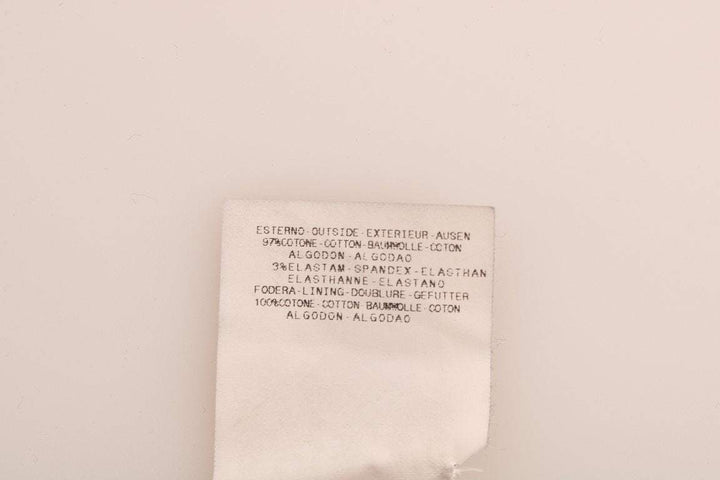 ESTERNO-OUTSIDE-EXTERIEUR-AUSEN
97%COTONE-COTTON-BAUMWOLLE-COTON
ALGODON-ALGODAO
3%ELASTAM-SPANDEX-ELASTHAN
ELASTHANNE-ELASTANO
FODERA-LINING-DOUBLURE-GEFUTTER
100%COTONE-COTTON-BAUMWOLLE-COTON
ALGODON-ALGODAO